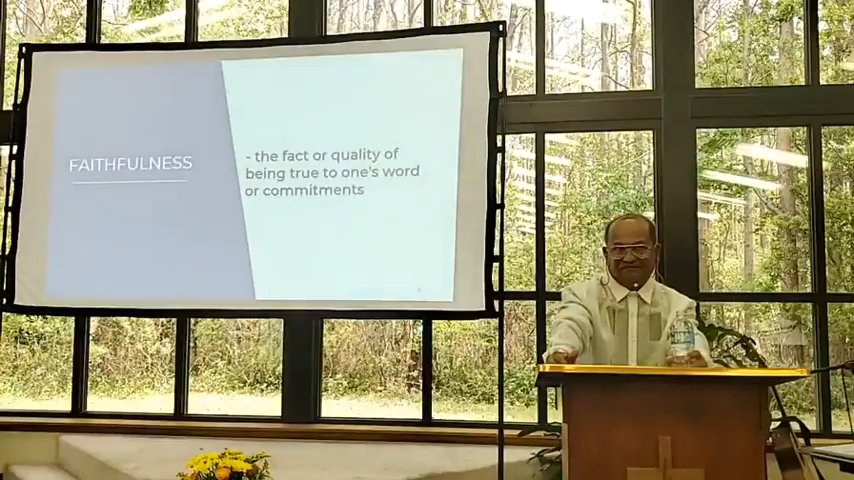 FAITHFULNESS
- the fact or quality of
being true to one's word
or commitments